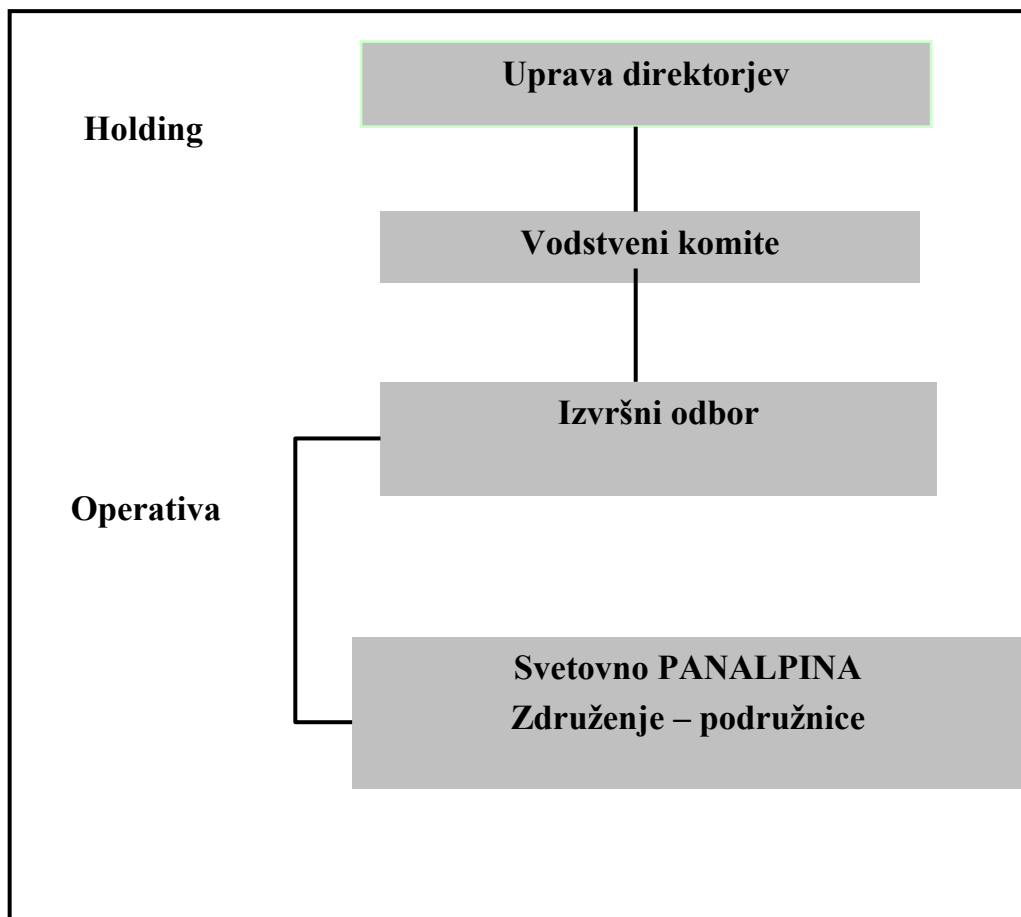 Uprava direktorjev
Holding
Vodstveni komite
Izvršni odbor
Operativa
Svetovno PANALPINA
Združenje – podružnice